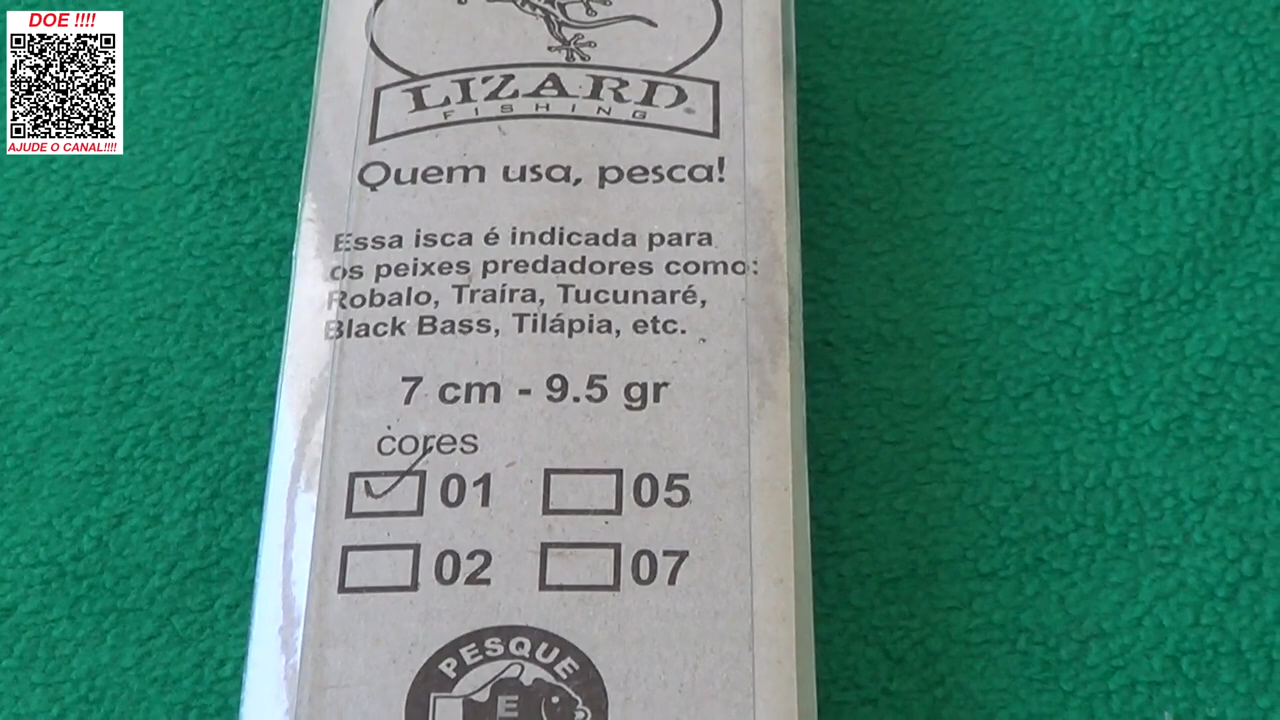 DOE !!!!
AJUDE O CANAL!!!!
LIZARD
FISHING
Quem usa, pesca!
Essa isca é indicada para
os peixes predadores como:
Robalo, Traíra, Tucunaré,
Black Bass, Tilápia, etc.
7 cm - 9.5 gr
cores
01 05
02 07
PESQUE
E